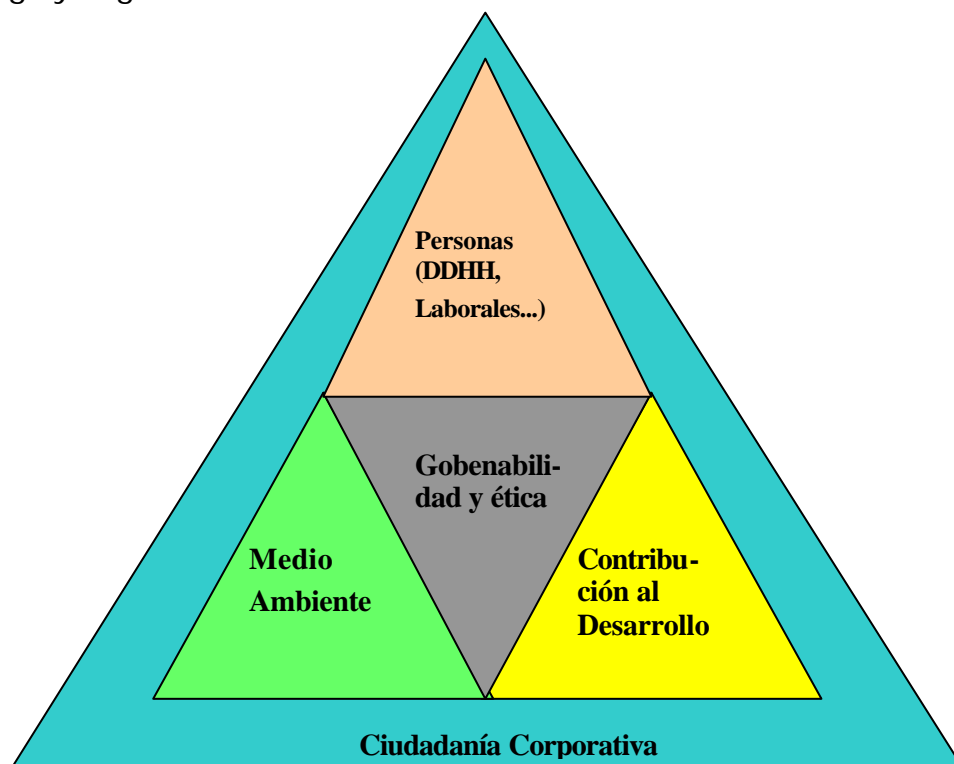 Personas
(DDHH,
Laborales...)
Gobenabili-
dad y ética
Medio
Ambiente
Contribu-
ción al
Desarrollo
Ciudadanía Corporativa